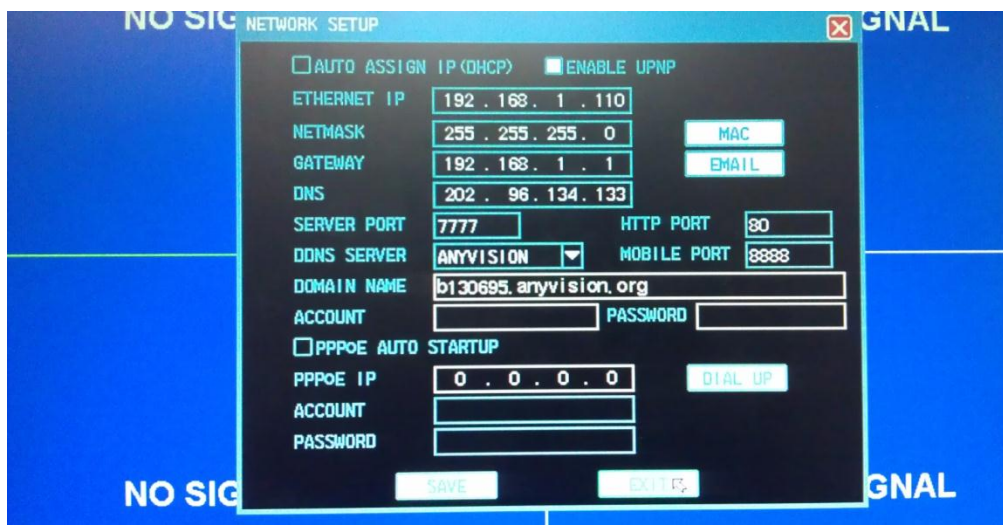 NO SIG
GNAL
NETWORK SETUP
AUTO ASSIGN IP(DHCP) ENABLE UPNP
ETHERNET IP 192 . 168 . 1 . 110
NETMASK 255 . 255 . 255 . 0 MAC
GATEWAY 192 . 168 . 1 . 1 EMAIL
DNS 202 . 96 . 134 . 133
SERVER PORT 7777 HTTP PORT 80
DDNS SERVER ANYVISION MOBILE PORT 8888
DOMAIN NAME b130695.anyvision.org
ACCOUNT PASSWORD
PPPOE AUTO STARTUP
PPPOE IP 0 . 0 . 0 . 0 DIAL UP
ACCOUNT
PASSWORD
SAVE EXIT
NO SIG
GNAL